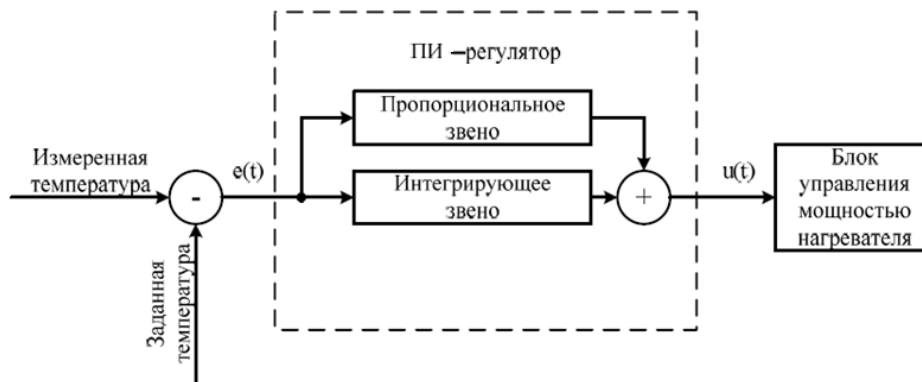 ПИ –регулятор
Пропорциональное
звено
Измеренная
температура
-
e(t)
Интегрирующее
звено
+
u(t)
Блок
управления
мощностью
нагревателя
Заданная
температура